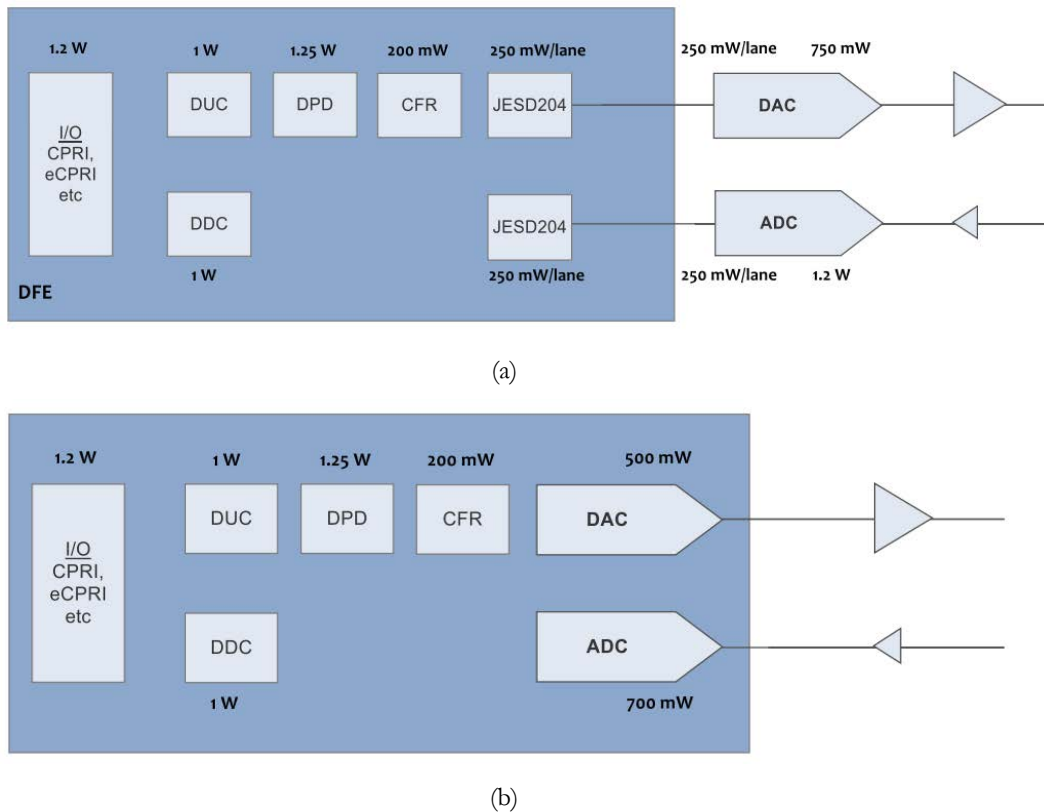 1.2 W
1 W
1.25 W
200 mW
250 mW/lane
250 mW/lane
750 mW
I/O
CPRI,
eCPRI
etc
DUC
DPD
CFR
JESD204
DAC
DDC
JESD204
ADC
1 W
250 mW/lane
250 mW/lane
1.2 W
DFE
(a)
1.2 W
1 W
1.25 W
200 mW
500 mW
I/O
CPRI,
eCPRI
etc
DUC
DPD
CFR
DAC
DDC
ADC
1 W
700 mW
(b)